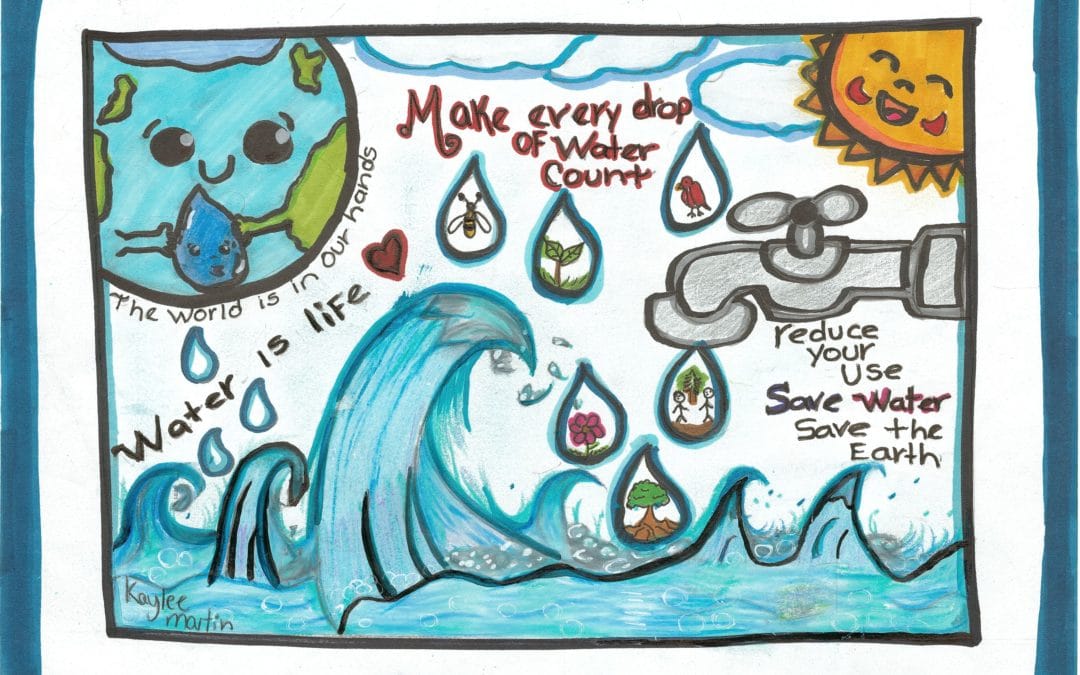 Make every drop
of Water
Count
The World is in our hands
Water is life
reduce
your
Use
Save Water
Save the
Earth
Kaylee
Martin